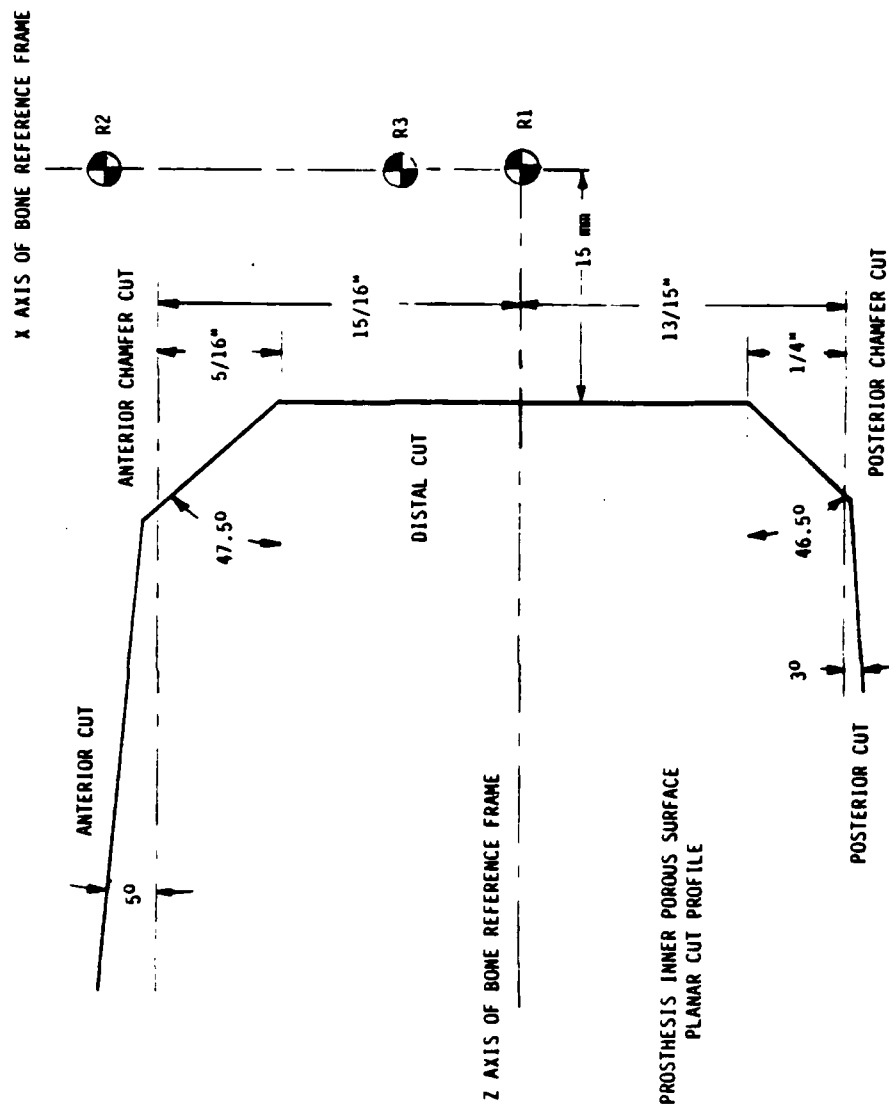 X AXIS OF BONE REFERENCE FRAME
R2
R3
R1
ANTERIOR CHAMFER CUT
5/16"
15/16"
15 mm
13/15"
1/4"
POSTERIOR CHAMFER CUT
47.5°
DISTAL CUT
46.5°
3°
ANTERIOR CUT
5°
Z AXIS OF BONE REFERENCE FRAME
POSTERIOR CUT
PROSTHESIS INNER POROUS SURFACE
PLANAR CUT PROFILE